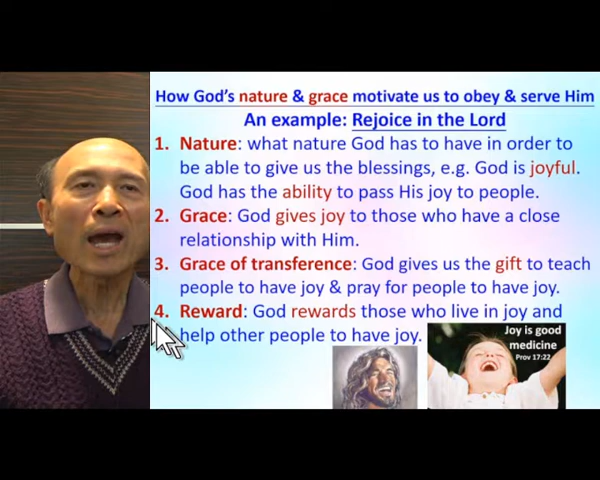 How God's nature & grace motivate us to obey & serve Him
An example: Rejoice in the Lord
1. Nature: what nature God has to have in order to
be able to give us the blessings, e.g. God is joyful.
God has the ability to pass His joy to people.
2. Grace: God gives joy to those who have a close
relationship with Him.
3. Grace of transference: God gives us the gift to teach
people to have joy & pray for people to have joy.
4. Reward: God rewards those who live in joy and
help other people to have joy.
Joy is good
medicine
Prov 17:22